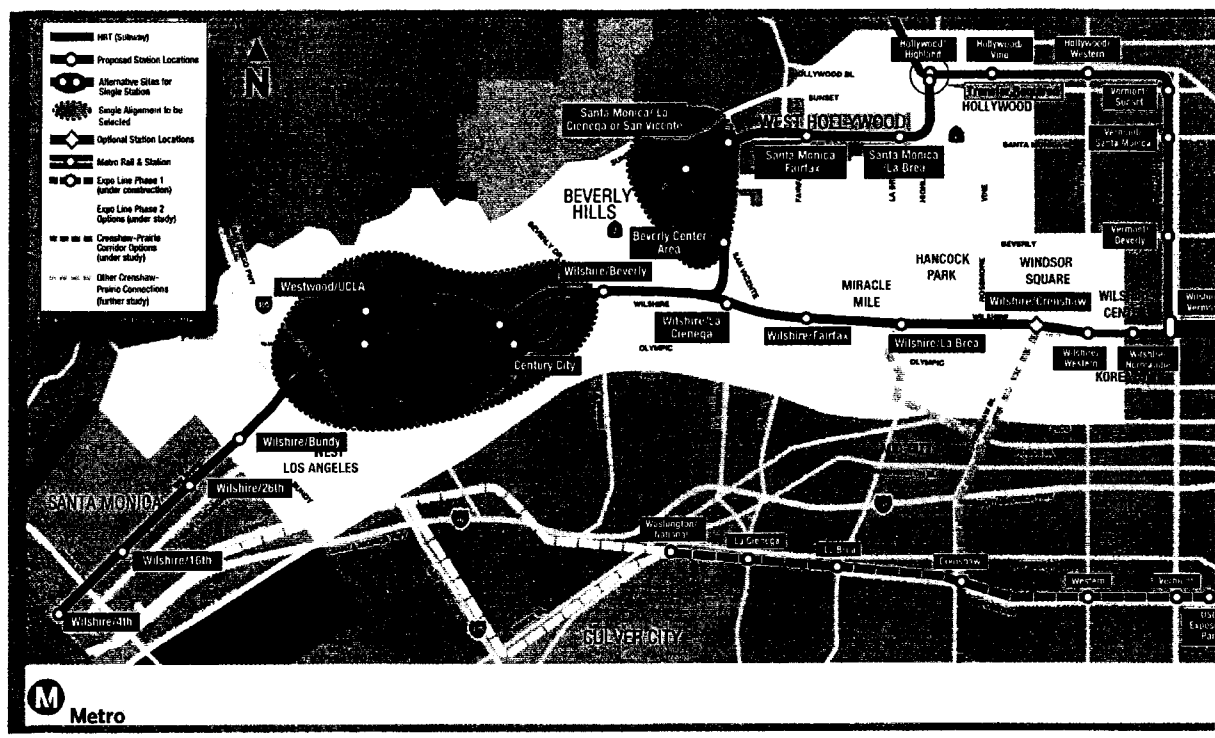 HRT (Subway)
Proposed Station Locations
Alternative Sites for
Single Station
Single Alignment to be
Selected
Optional Station Locations
Metro Rail & Station
Expo Line Phase 1
(under construction)
Expo Line Phase 2
Options (under study)
Crenshaw-Prairie
Corridor Options
(under study)
Other Crenshaw-
Prairie Connections
(further study)
N
Hollywood/
Highland
Hollywood/
Vine
Hollywood/
Western
HOLLYWOOD BL
SUNSET
HOLLYWOOD
Vermont/
Sunset
Santa Monica/ La
Cienega or San Vicente
WEST HOLLYWOOD
Vermont/
Santa Monica
Santa Monica
Fairfax
Santa Monica
La Brea
BEVERLY
HILLS
BEVERLY DR
Beverly Center
Area
SAN VICENTE
VINE
Vermont/
Beverly
BEVERLY
HANCOCK
PARK
WINDSOR
SQUARE
MIRACLE
MILE
Westwood/UCLA
Wilshire/Beverly
WILSHIRE
Wilshire/La
Cienega
OLYMPIC
Wilshire/Fairfax
Wilshire/La Brea
OLYMPIC
Wilshire/Crenshaw
Wilshire/
Western
Century City
Wilshire/Bundy
WEST
LOS ANGELES
BUNDY
SANTA MONICA
Wilshire/26th
Wilshire/16th
Wilshire/4th
Washington/
National
La Cienega
La Brea
Crenshaw
Western
Vermont
CULVER CITY
M
Metro